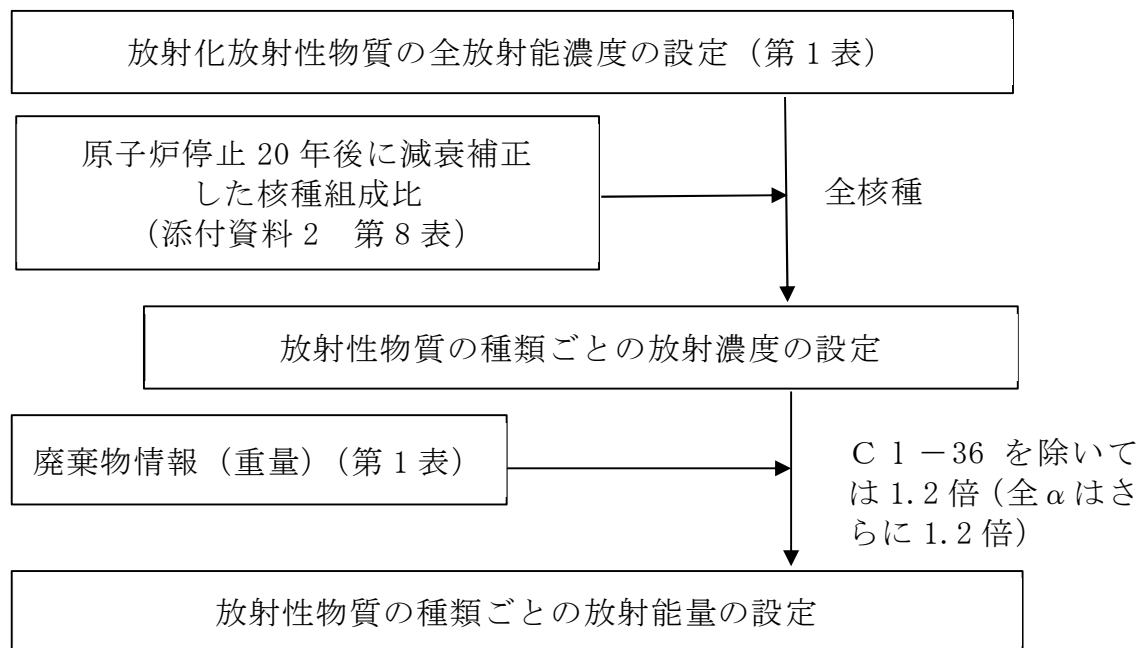 放射化放射性物質の全放射能濃度の設定（第1表）
原子炉停止 20 年後に減衰補正
した核種組成比
（添付資料2　第8表）
全核種
放射性物質の種類ごとの放射濃度の設定
廃棄物情報（重量）（第1表）
Ｃｌ－36 を除いて
は 1.2 倍（全αはさ
らに 1.2 倍）
放射性物質の種類ごとの放射能量の設定